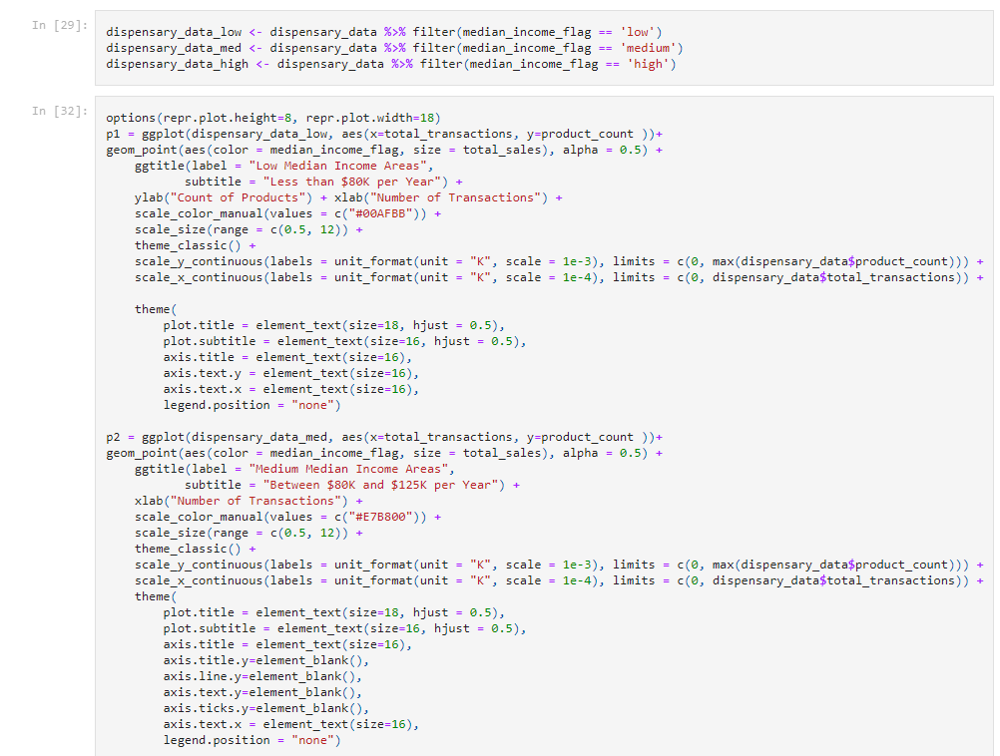 In [29]:
dispensary_data_low <- dispensary_data %>% filter(median_income_flag == 'low')
dispensary_data_med <- dispensary_data %>% filter(median_income_flag == 'medium')
dispensary_data_high <- dispensary_data %>% filter(median_income_flag == 'high')
In [32]:
options(repr.plot.height=8, repr.plot.width=18)
p1 = ggplot(dispensary_data_low, aes(x=total_transactions, y=product_count ))+
geom_point(aes(color = median_income_flag, size = total_sales), alpha = 0.5) +
    ggtitle(label = "Low Median Income Areas",
           subtitle = "Less than $80K per Year") +
    ylab("Count of Products") + xlab("Number of Transactions") +
    scale_color_manual(values = c("#00AFBB")) +
    scale_size(range = c(0.5, 12)) +
    theme_classic() +
    scale_y_continuous(labels = unit_format(unit = "K", scale = 1e-3), limits = c(0, max(dispensary_data$product_count))) +
    scale_x_continuous(labels = unit_format(unit = "K", scale = 1e-4), limits = c(0, dispensary_data$total_transactions)) +
    theme(
        plot.title = element_text(size=18, hjust = 0.5),
        plot.subtitle = element_text(size=16, hjust = 0.5),
        axis.title = element_text(size=16),
        axis.text.y = element_text(size=16),
        axis.text.x = element_text(size=16),
        legend.position = "none")
p2 = ggplot(dispensary_data_med, aes(x=total_transactions, y=product_count ))+
geom_point(aes(color = median_income_flag, size = total_sales), alpha = 0.5) +
    ggtitle(label = "Medium Median Income Areas",
           subtitle = "Between $80K and $125K per Year") +
    xlab("Number of Transactions") +
    scale_color_manual(values = c("#E7B800")) +
    scale_size(range = c(0.5, 12)) +
    theme_classic() +
    scale_y_continuous(labels = unit_format(unit = "K", scale = 1e-3), limits = c(0, max(dispensary_data$product_count))) +
    scale_x_continuous(labels = unit_format(unit = "K", scale = 1e-4), limits = c(0, dispensary_data$total_transactions)) +
    theme(
        plot.title = element_text(size=18, hjust = 0.5),
        plot.subtitle = element_text(size=16, hjust = 0.5),
        axis.title = element_text(size=16),
        axis.title.y=element_blank(),
        axis.line.y=element_blank(),
        axis.text.y=element_blank(),
        axis.ticks.y=element_blank(),
        axis.text.x = element_text(size=16),
        legend.position = "none")